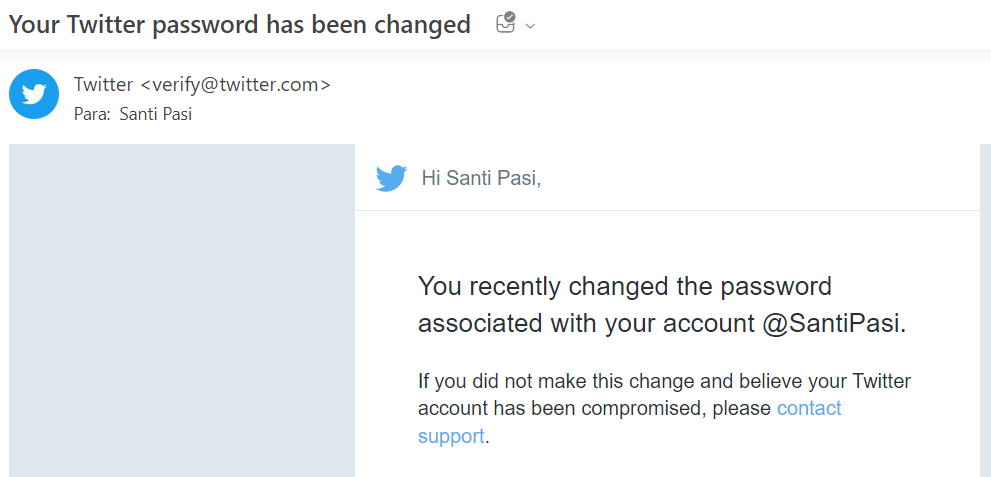 Your Twitter password has been changed
Twitter <verify@twitter.com>
Para: Santi Pasi
Hi Santi Pasi,
You recently changed the password
associated with your account @SantiPasi.
If you did not make this change and believe your Twitter
account has been compromised, please contact
support.